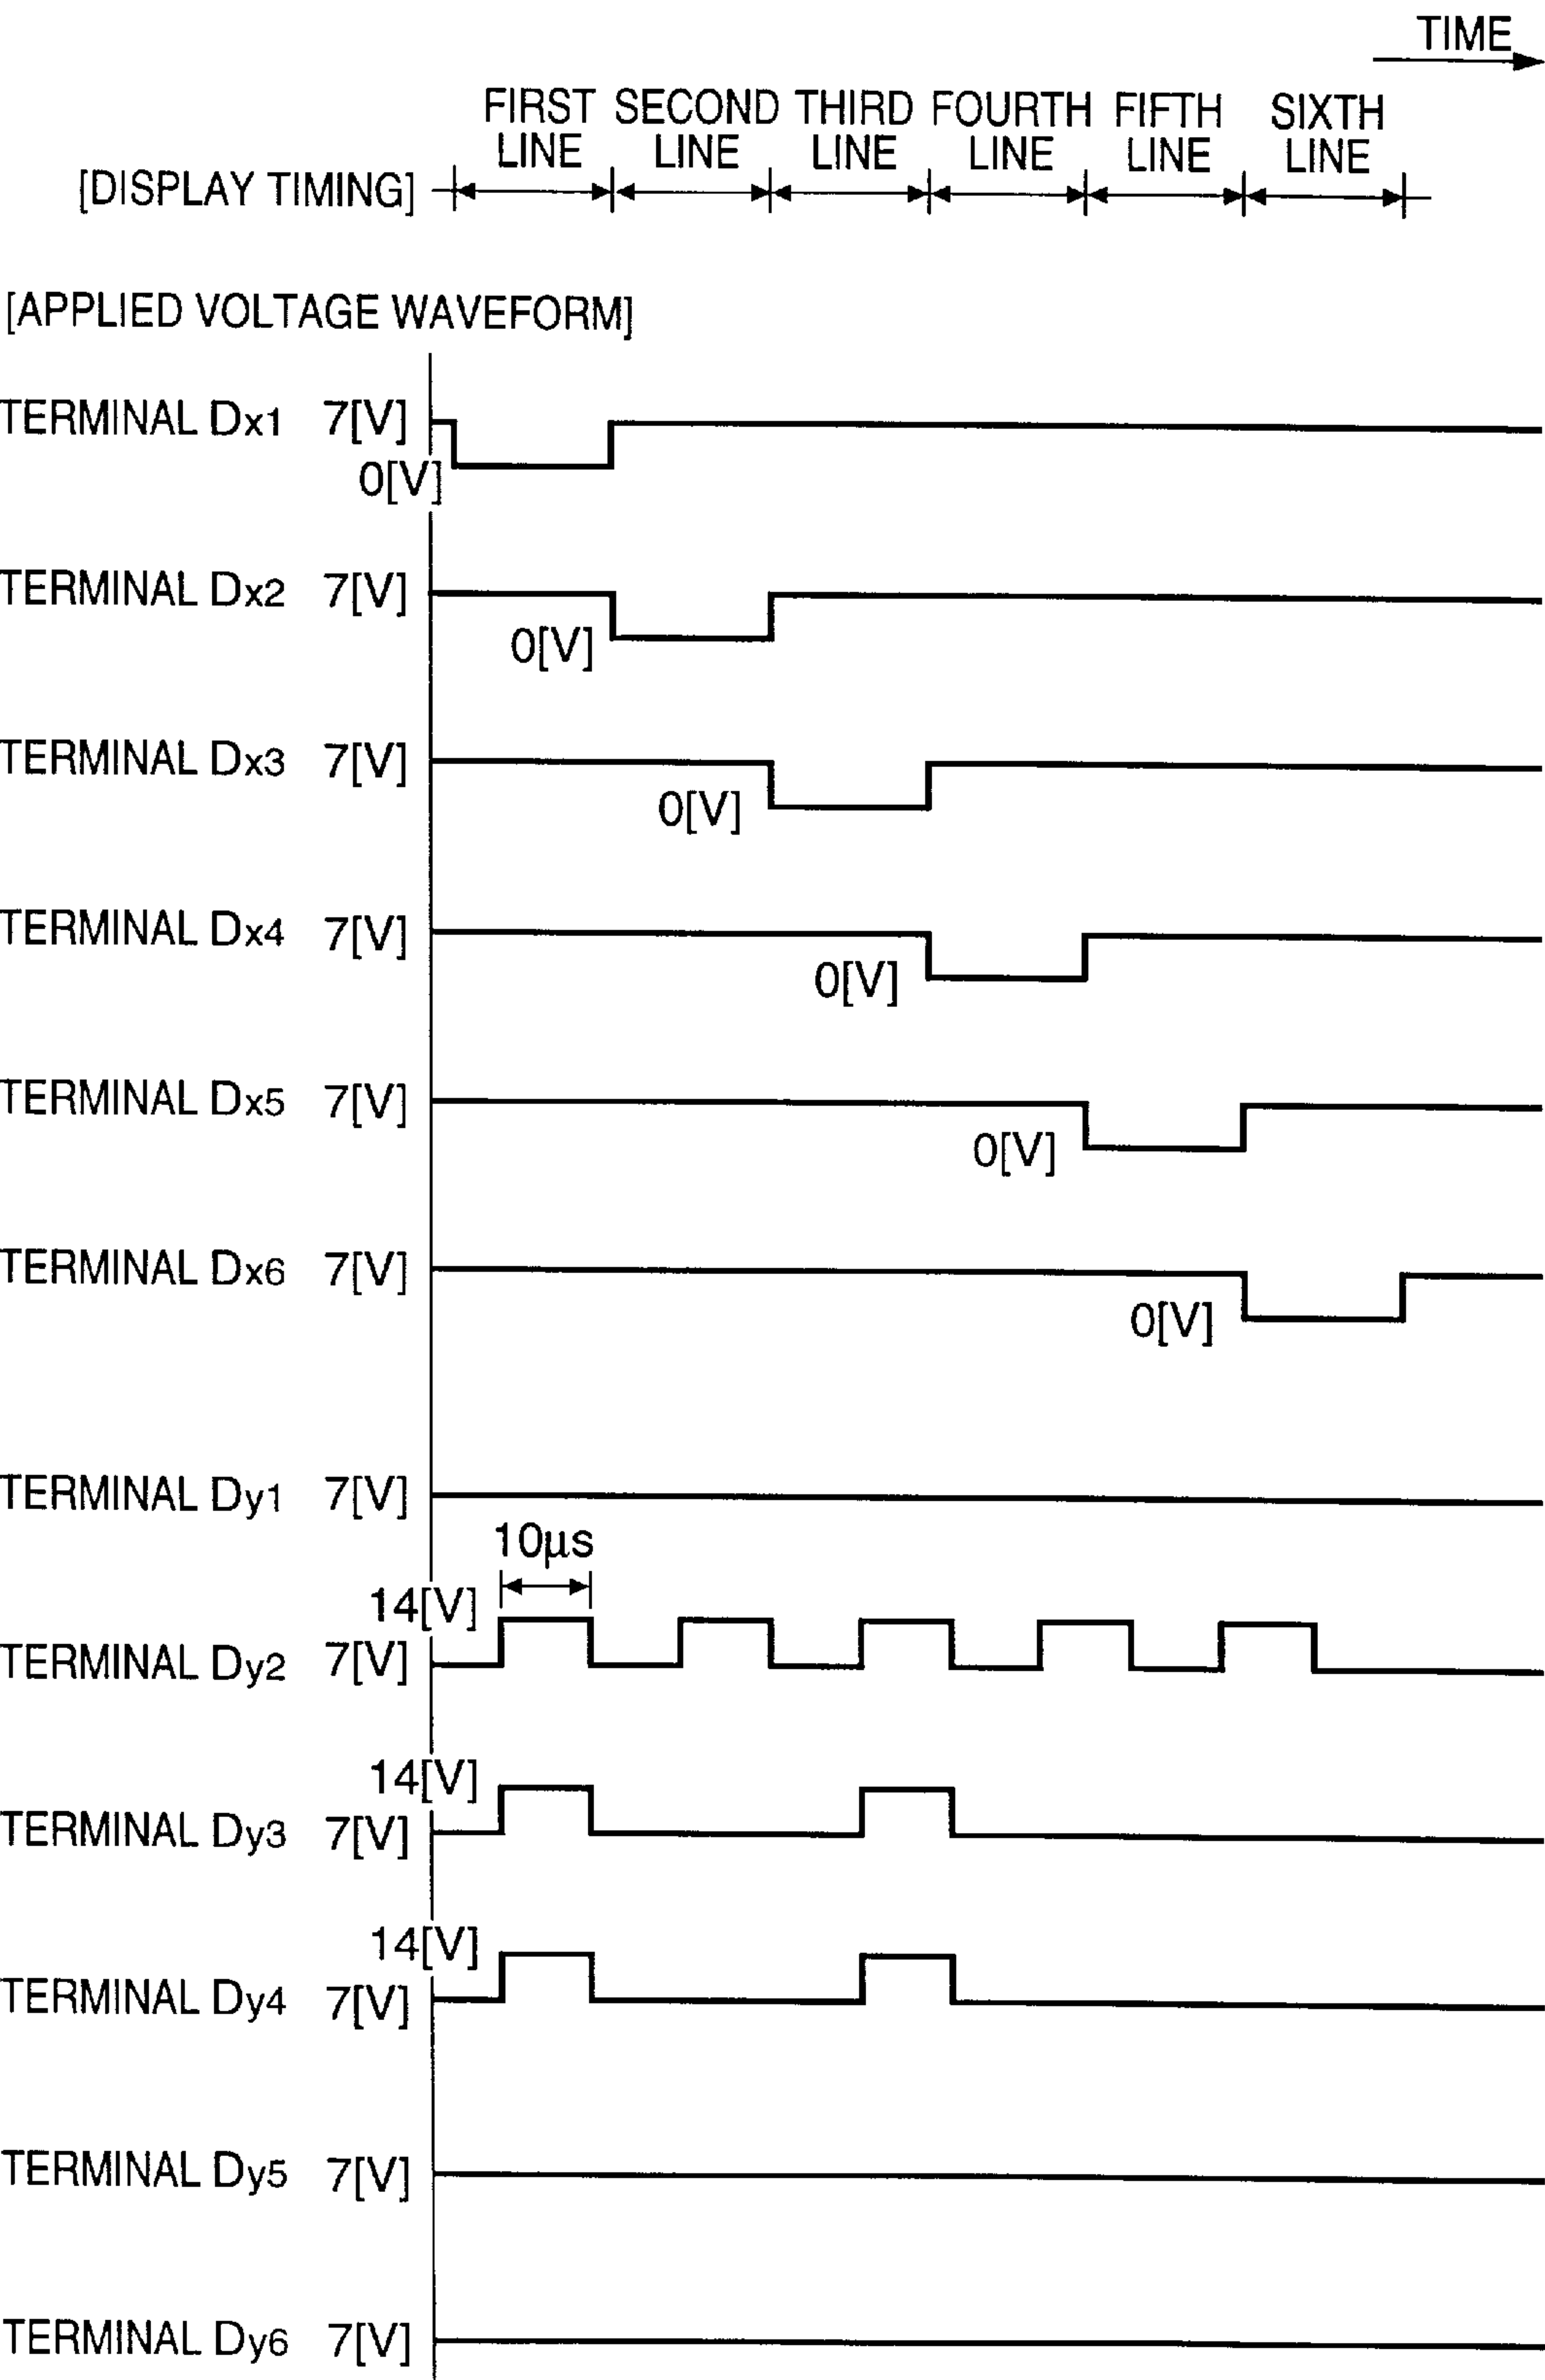 TIME
FIRST LINE
SECOND LINE
THIRD LINE
FOURTH LINE
FIFTH LINE
SIXTH LINE
[DISPLAY TIMING]
[APPLIED VOLTAGE WAVEFORM]
TERMINAL Dx1 7[V]
0[V]
TERMINAL Dx2 7[V]
0[V]
TERMINAL Dx3 7[V]
0[V]
TERMINAL Dx4 7[V]
0[V]
TERMINAL Dx5 7[V]
0[V]
TERMINAL Dx6 7[V]
0[V]
TERMINAL Dy1 7[V]
10µs
14[V]
TERMINAL Dy2 7[V]
14[V]
TERMINAL Dy3 7[V]
14[V]
TERMINAL Dy4 7[V]
TERMINAL Dy5 7[V]
TERMINAL Dy6 7[V]